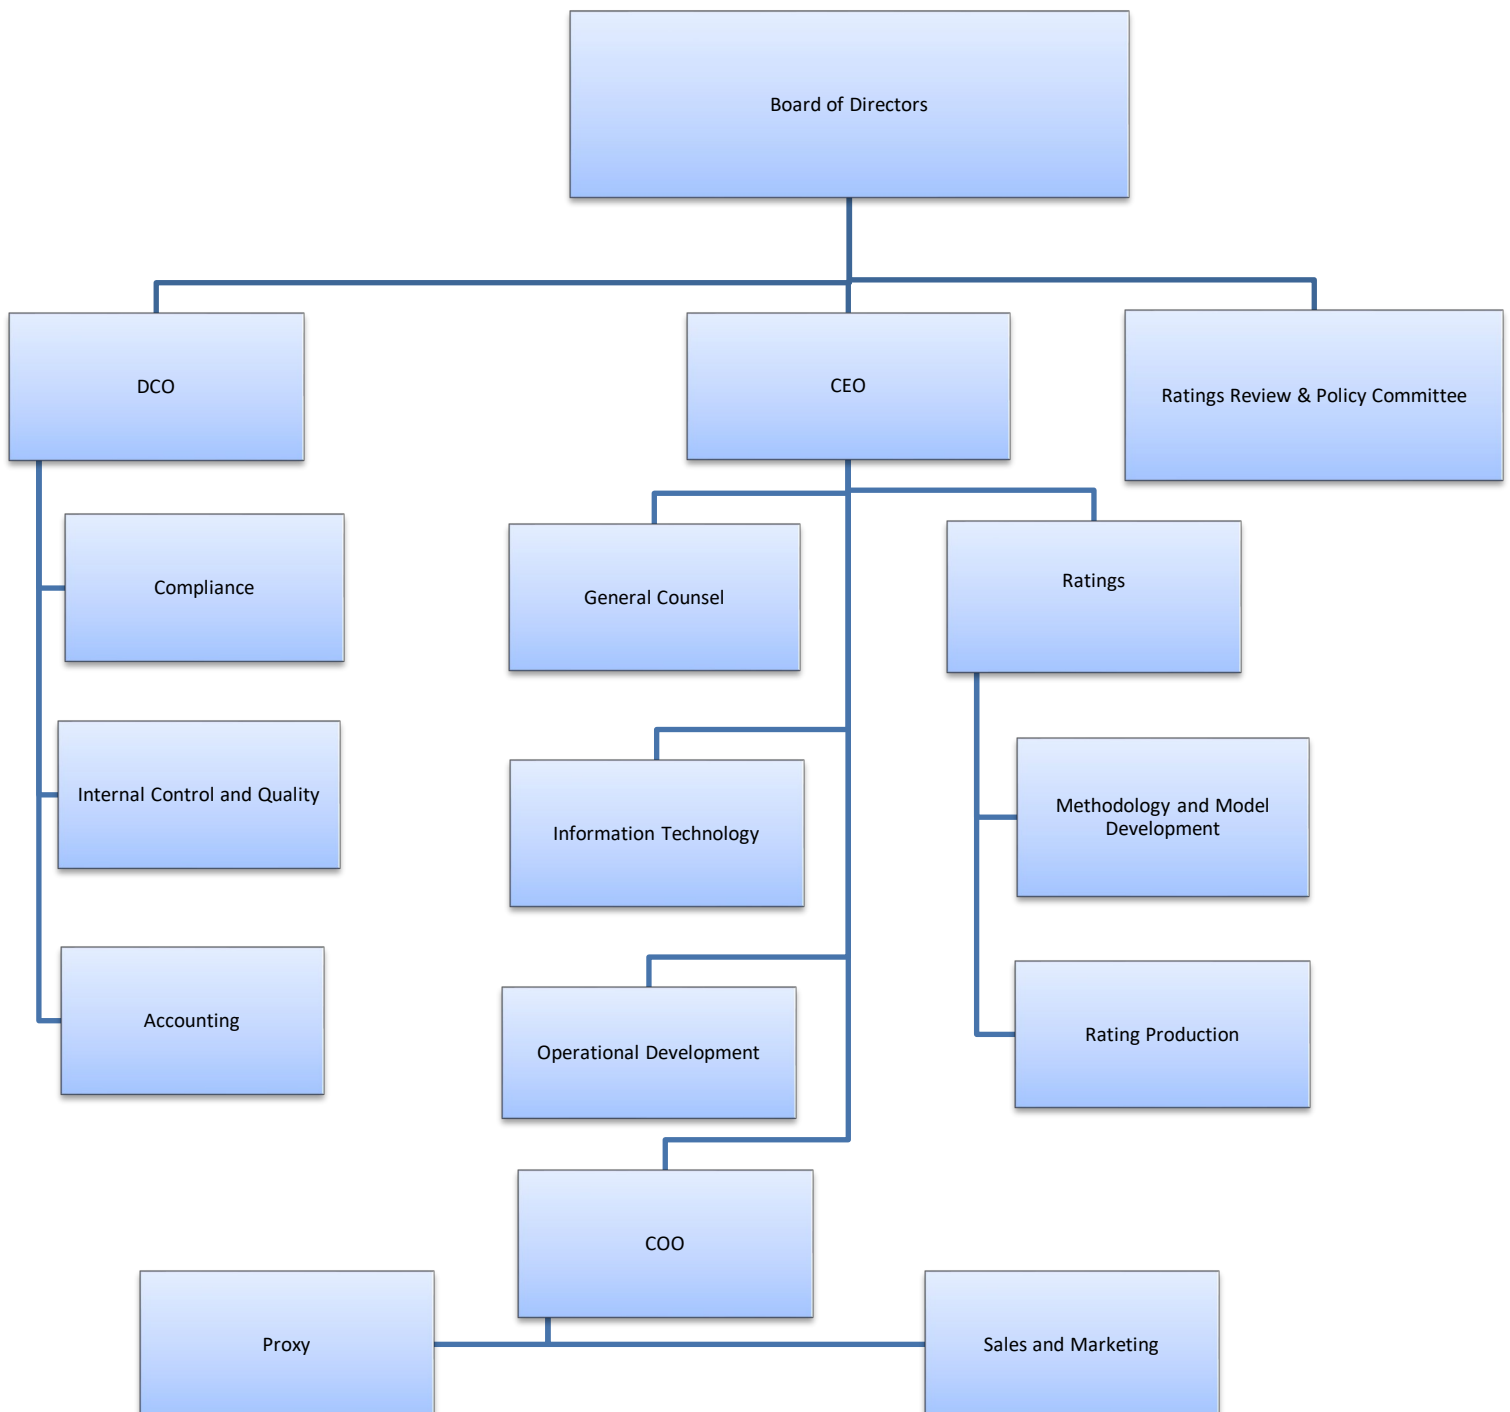 Board of Directors
DCO
CEO
Ratings Review & Policy Committee
Compliance
General Counsel
Ratings
Internal Control and Quality
Information Technology
Methodology and Model
Development
Accounting
Operational Development
Rating Production
COO
Proxy
Sales and Marketing